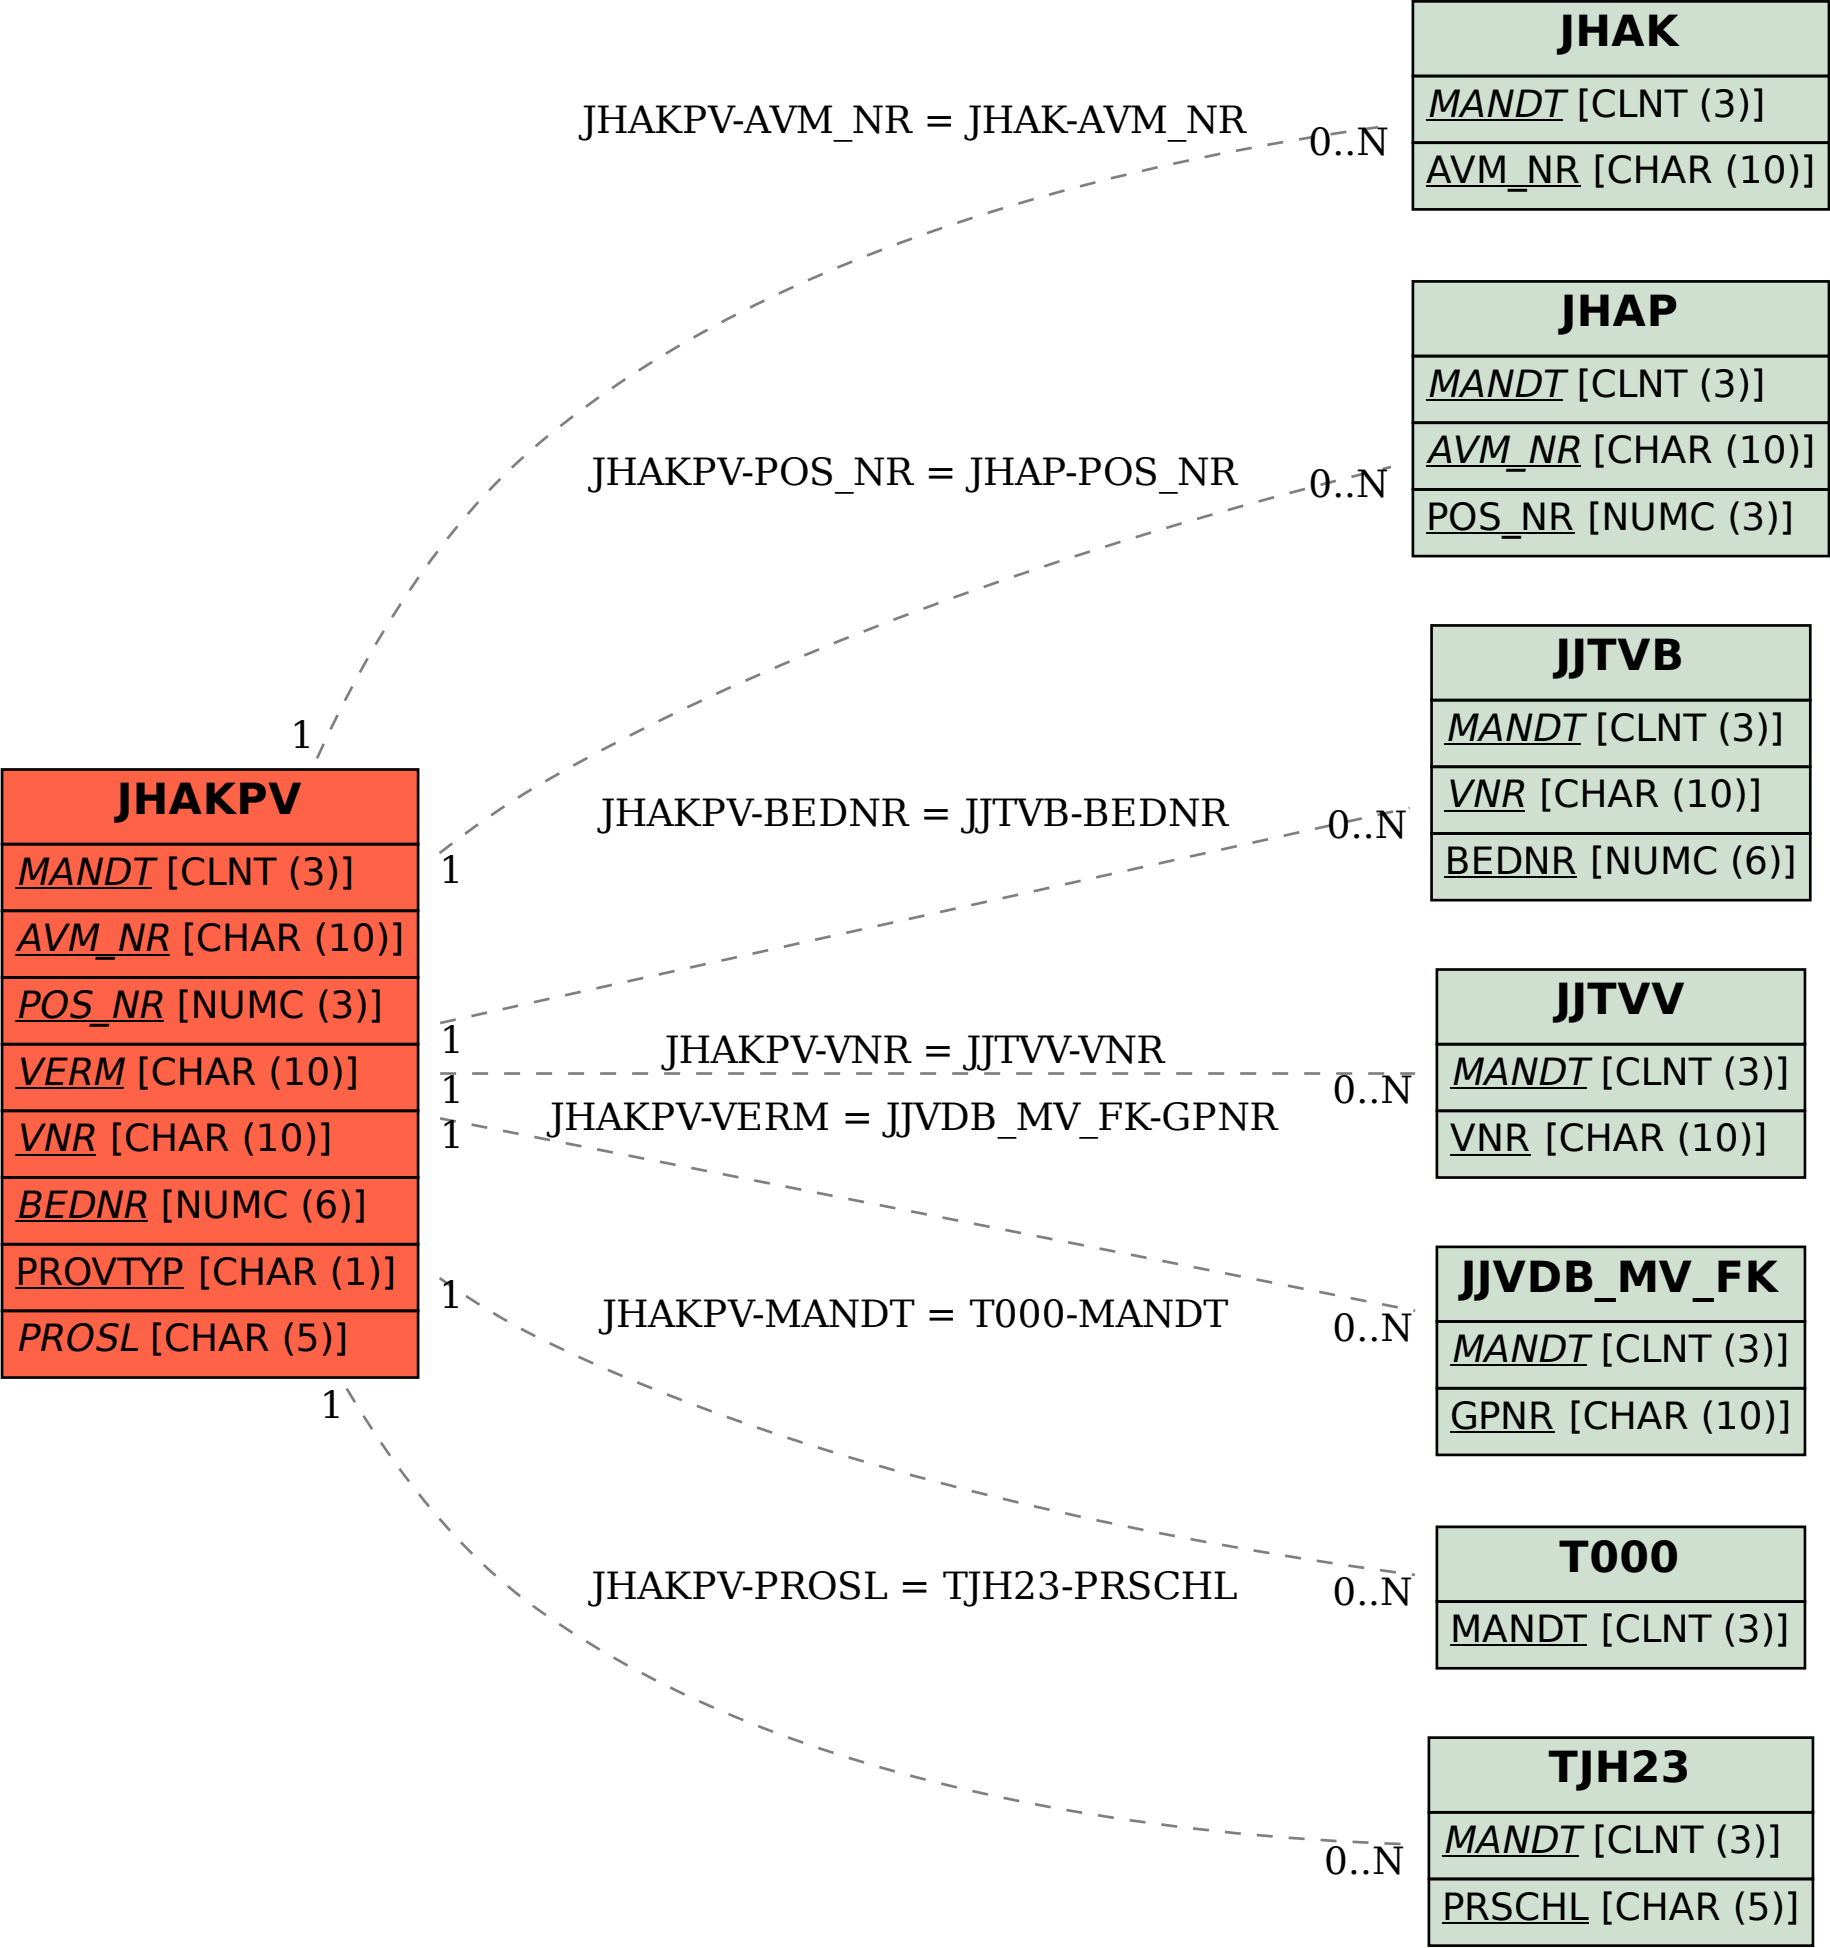 JHAK
MANDT [CLNT (3)]
AVM_NR [CHAR (10)]
JHAKPV-AVM_NR = JHAK-AVM_NR
0..N
1
JHAP
MANDT [CLNT (3)]
AVM_NR [CHAR (10)]
POS_NR [NUMC (3)]
JHAKPV-POS_NR = JHAP-POS_NR
0..N
1
JJTVB
MANDT [CLNT (3)]
VNR [CHAR (10)]
BEDNR [NUMC (6)]
JHAKPV-BEDNR = JJTVB-BEDNR
0..N
1
JHAKPV
MANDT [CLNT (3)]
AVM_NR [CHAR (10)]
POS_NR [NUMC (3)]
VERM [CHAR (10)]
VNR [CHAR (10)]
BEDNR [NUMC (6)]
PROVTYP [CHAR (1)]
PROSL [CHAR (5)]
JJTVV
MANDT [CLNT (3)]
VNR [CHAR (10)]
JHAKPV-VNR = JJTVV-VNR
0..N
1
JHAKPV-VERM = JJVDB_MV_FK-GPNR
1
0..N
JJVDB_MV_FK
MANDT [CLNT (3)]
GPNR [CHAR (10)]
JHAKPV-MANDT = T000-MANDT
1
0..N
T000
MANDT [CLNT (3)]
JHAKPV-PROSL = TJH23-PRSCHL
1
0..N
TJH23
MANDT [CLNT (3)]
PRSCHL [CHAR (5)]